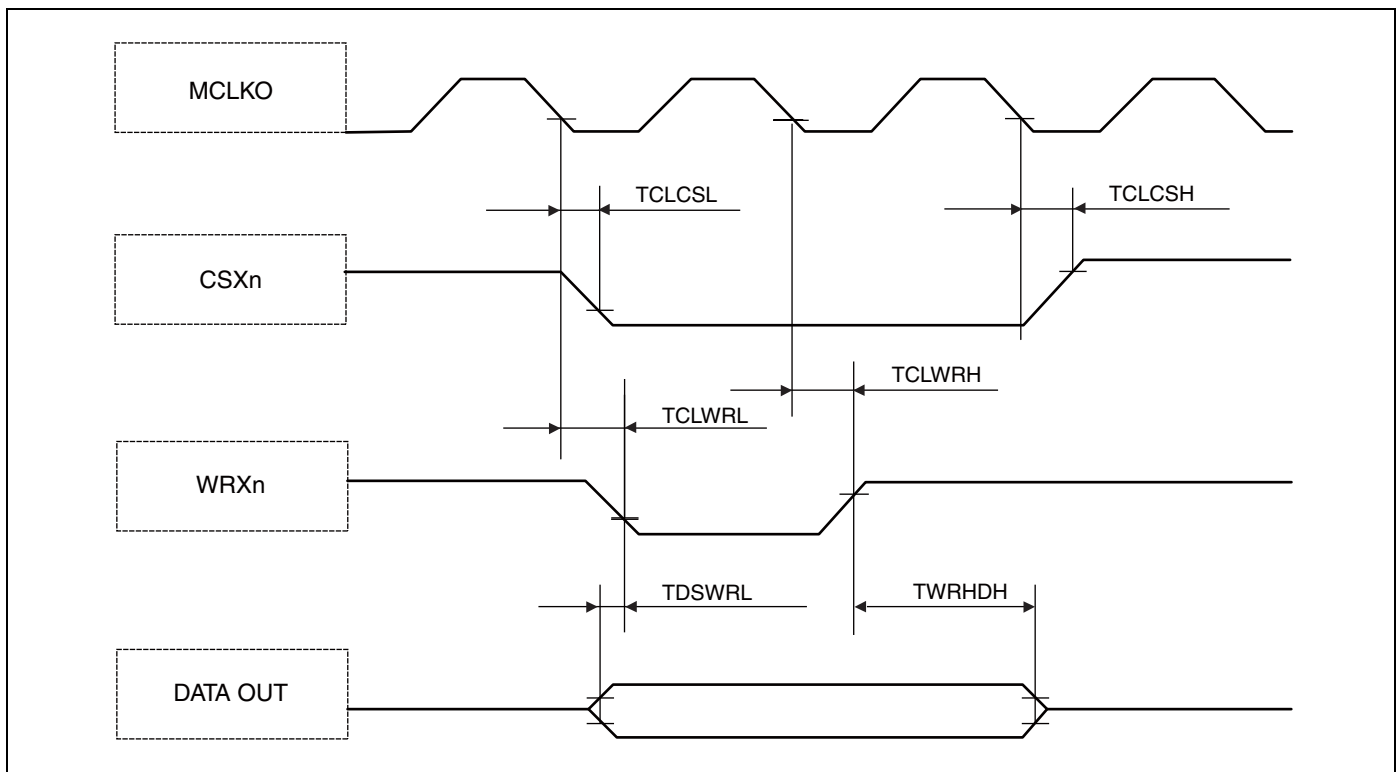 MCLKO
TCLCSL
TCLCSH
CSXn
TCLWRH
TCLWRL
WRXn
TDSWRL
TWRHDH
DATA OUT